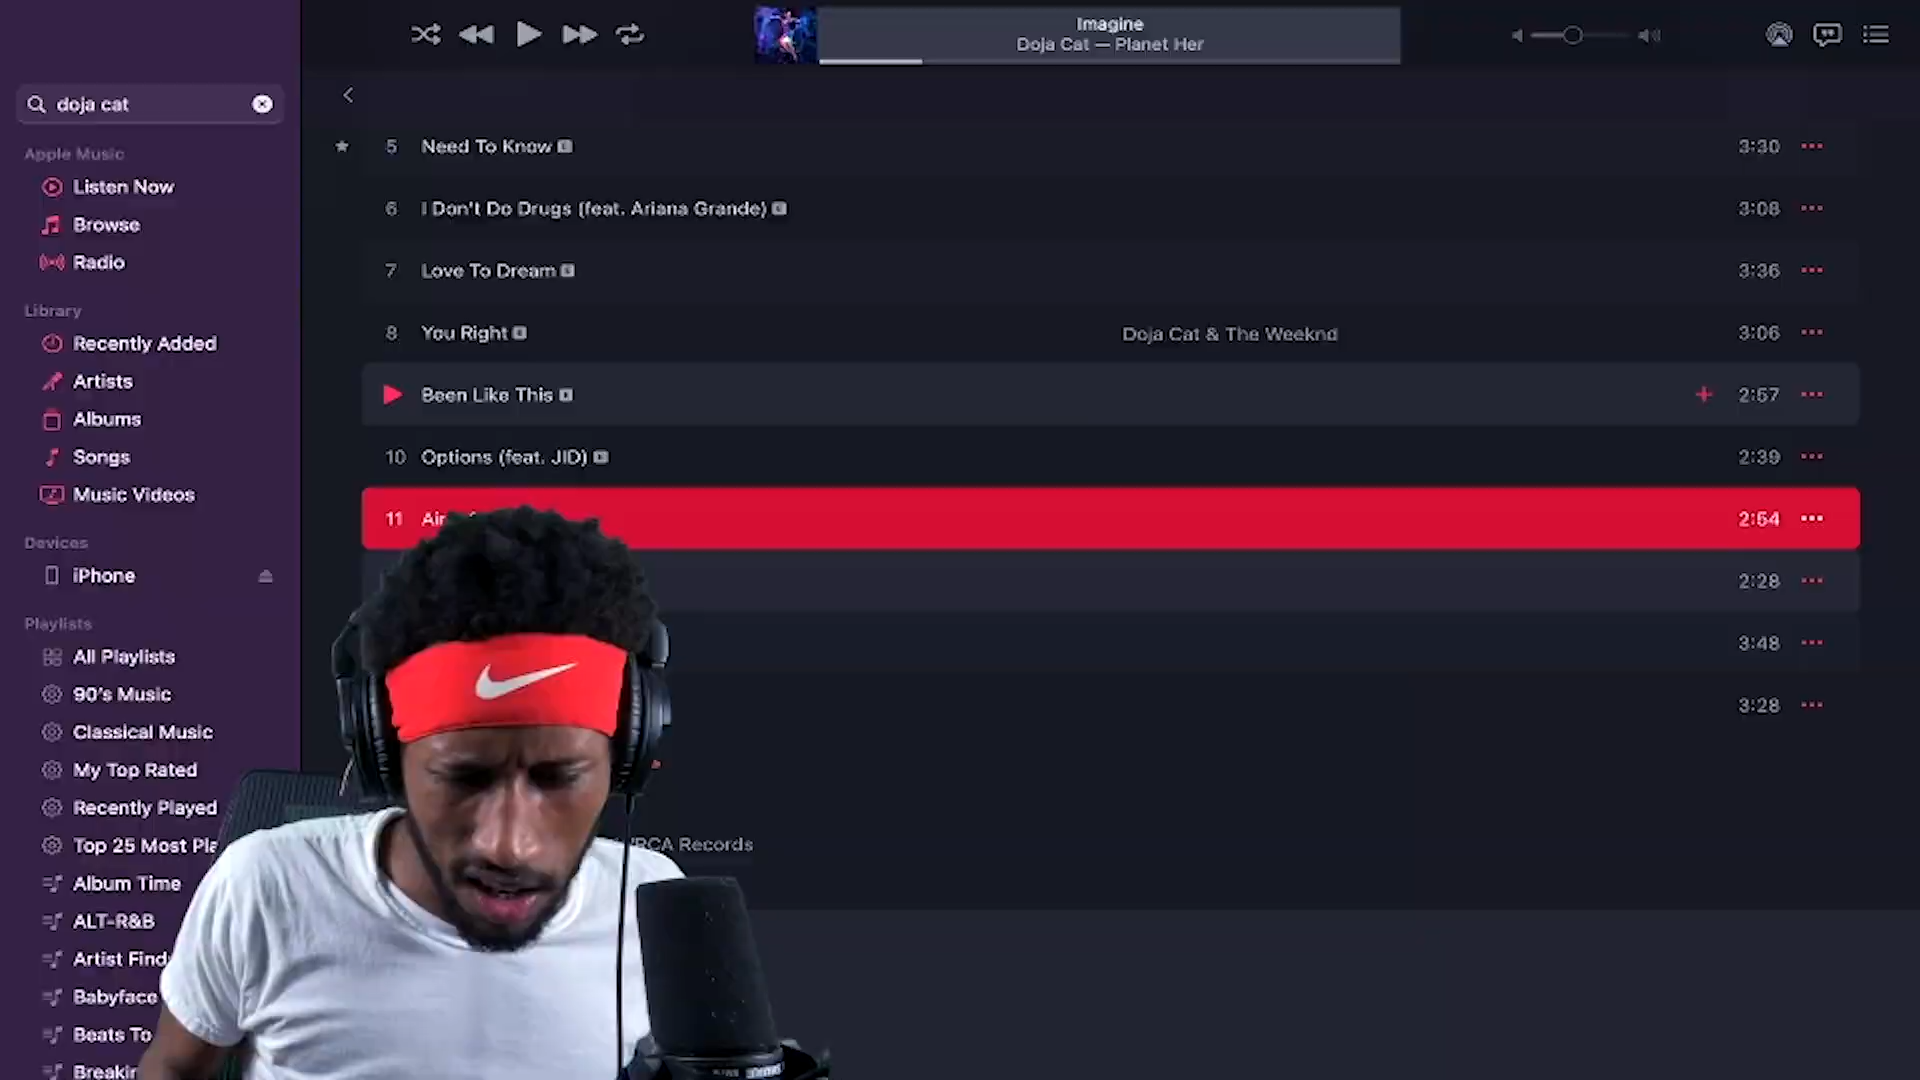 Imagine
Doja Cat — Planet Her
doja cat
Apple Music
Listen Now
Browse
Radio
Library
Recently Added
Artists
Albums
Songs
Music Videos
Devices
iPhone
Playlists
All Playlists
90's Music
Classical Music
My Top Rated
Recently Played
Top 25 Most Pla
Album Time
ALT-R&B
Artist Find
Babyface
Beats To
Breakin
5 Need To Know E 3:30
6 I Don't Do Drugs (feat. Ariana Grande) E 3:08
7 Love To Dream E 3:36
8 You Right E Doja Cat & The Weeknd 3:06
Been Like This E 2:57
10 Options (feat. JID) E 2:39
11 2:54
2:28
3:48
3:28
/RCA Records